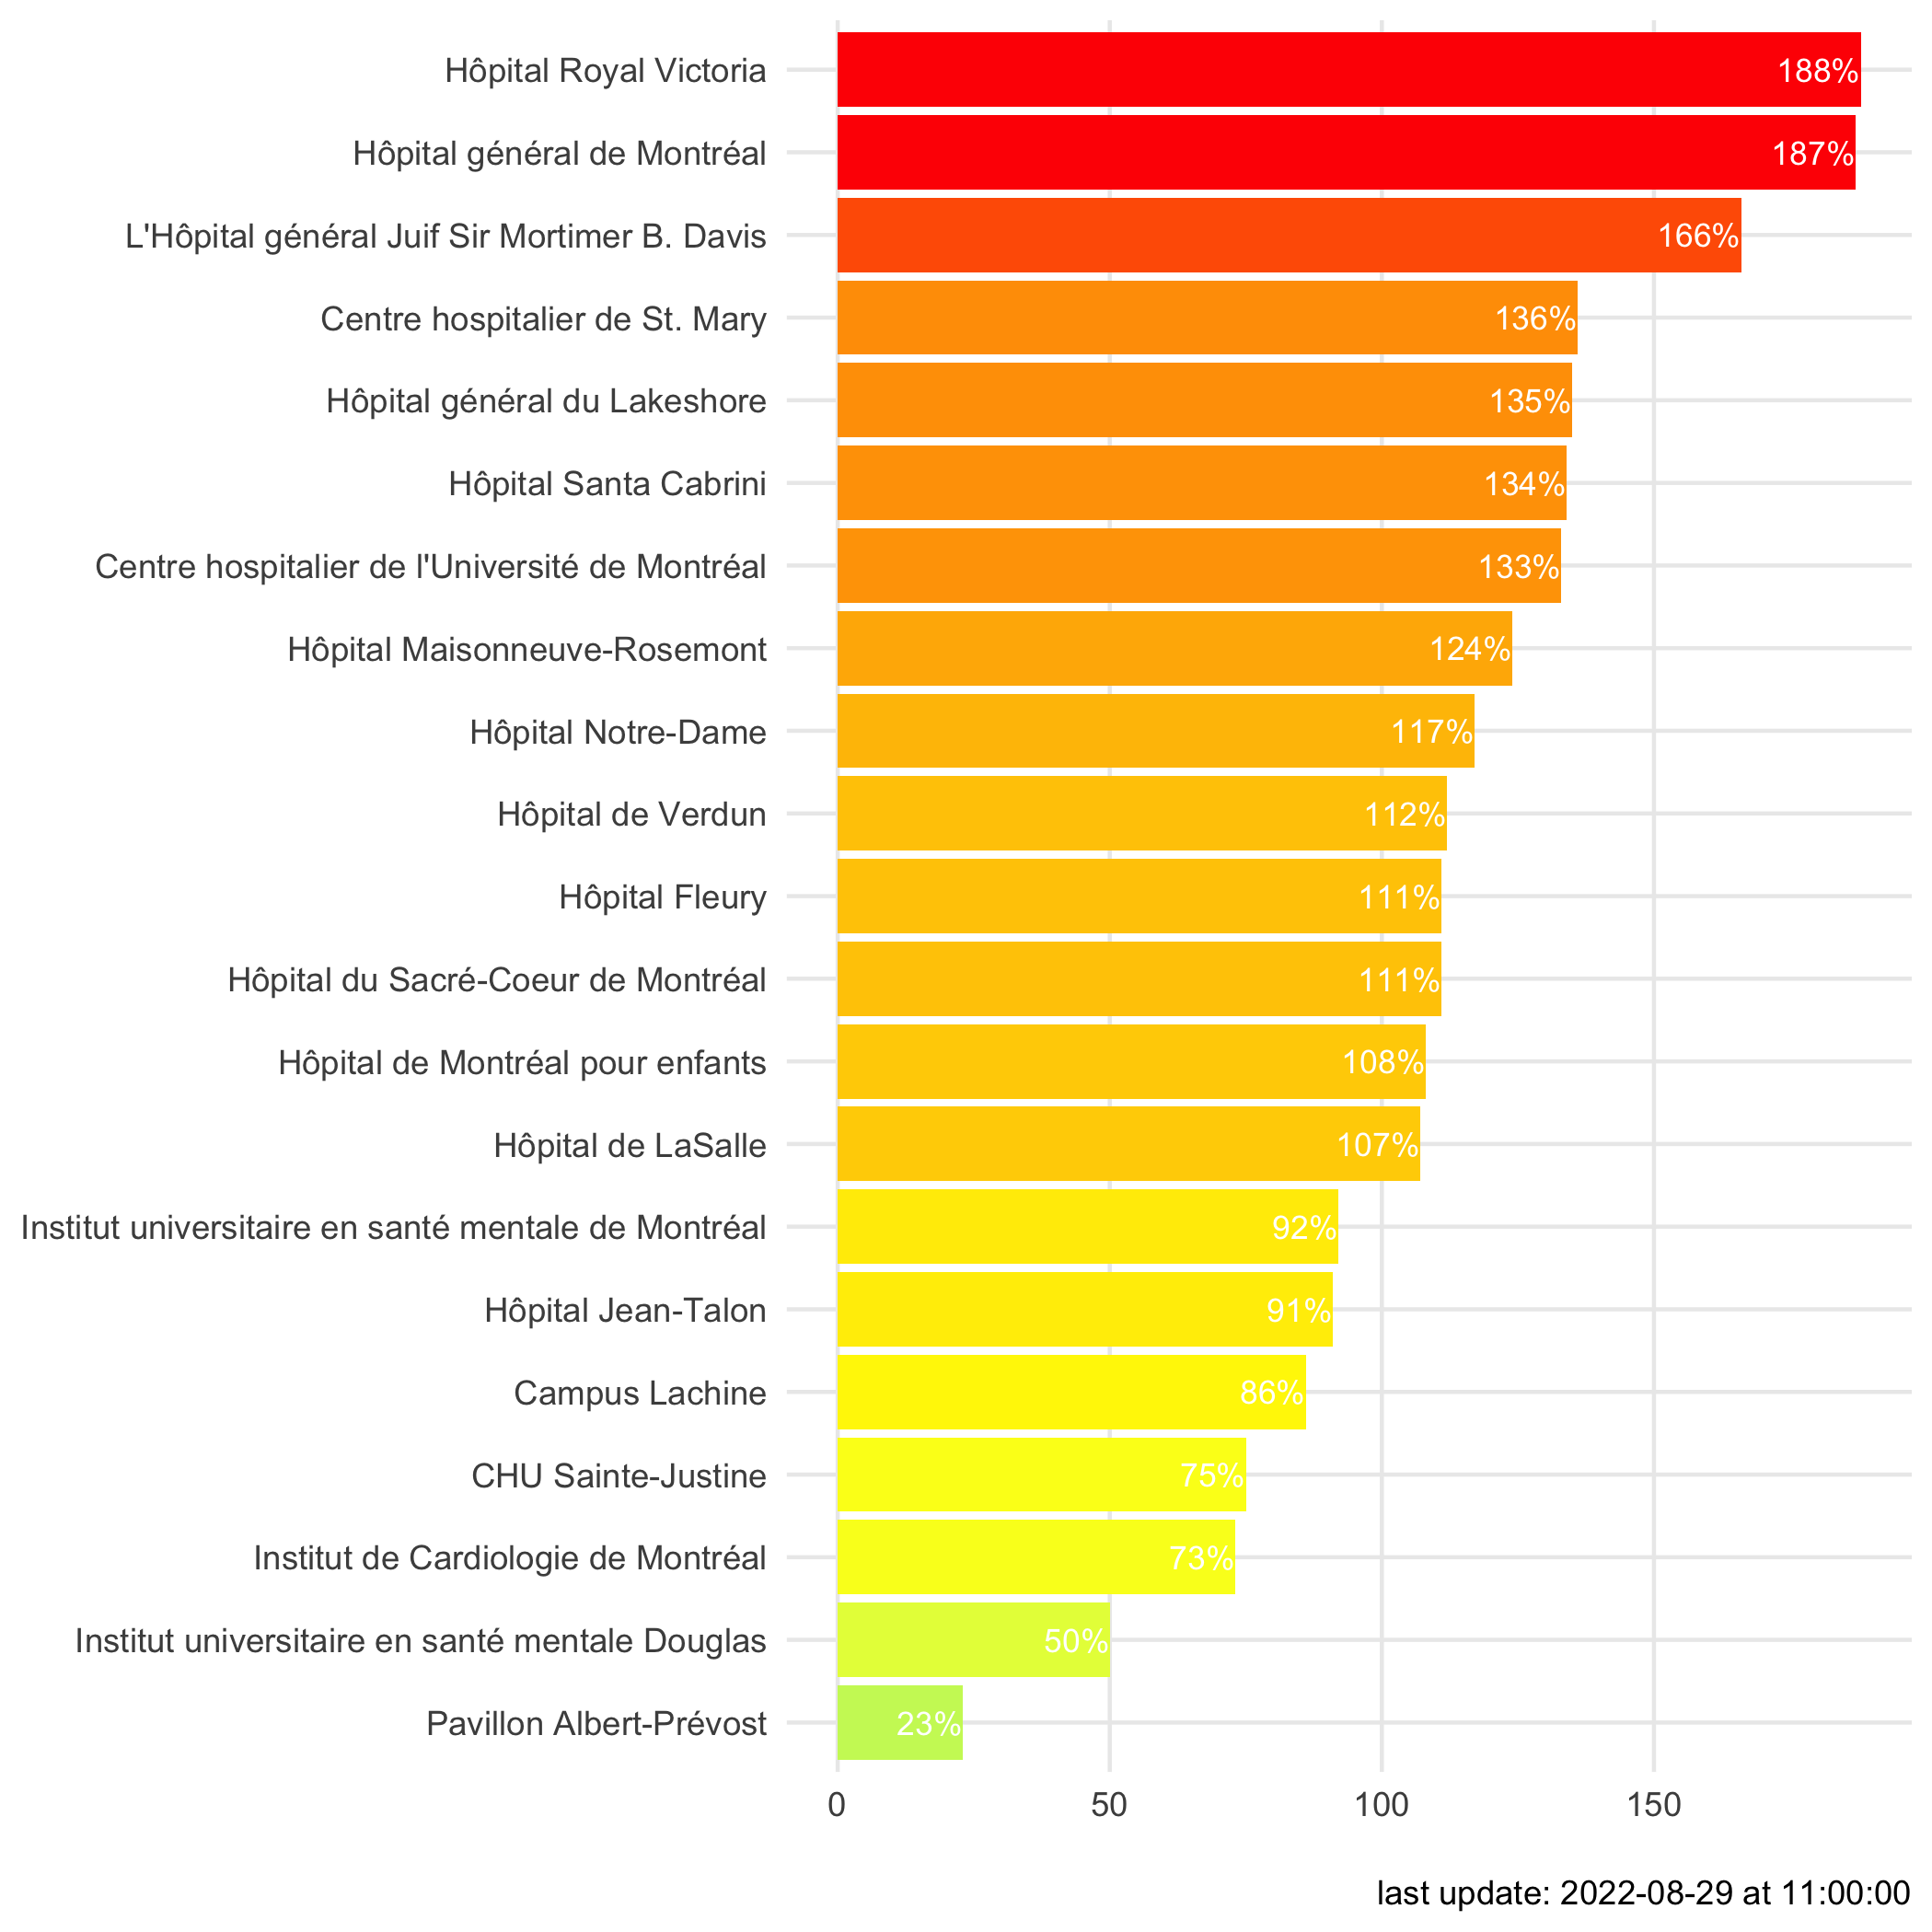 Hôpital Royal Victoria 188%
Hôpital général de Montréal 187%
L'Hôpital général Juif Sir Mortimer B. Davis 166%
Centre hospitalier de St. Mary 136%
Hôpital général du Lakeshore 135%
Hôpital Santa Cabrini 134%
Centre hospitalier de l'Université de Montréal 133%
Hôpital Maisonneuve-Rosemont 124%
Hôpital Notre-Dame 117%
Hôpital de Verdun 112%
Hôpital Fleury 111%
Hôpital du Sacré-Coeur de Montréal 111%
Hôpital de Montréal pour enfants 108%
Hôpital de LaSalle 107%
Institut universitaire en santé mentale de Montréal 92%
Hôpital Jean-Talon 91%
Campus Lachine 86%
CHU Sainte-Justine 75%
Institut de Cardiologie de Montréal 73%
Institut universitaire en santé mentale Douglas 50%
Pavillon Albert-Prévost 23%
0 50 100 150
last update: 2022-08-29 at 11:00:00